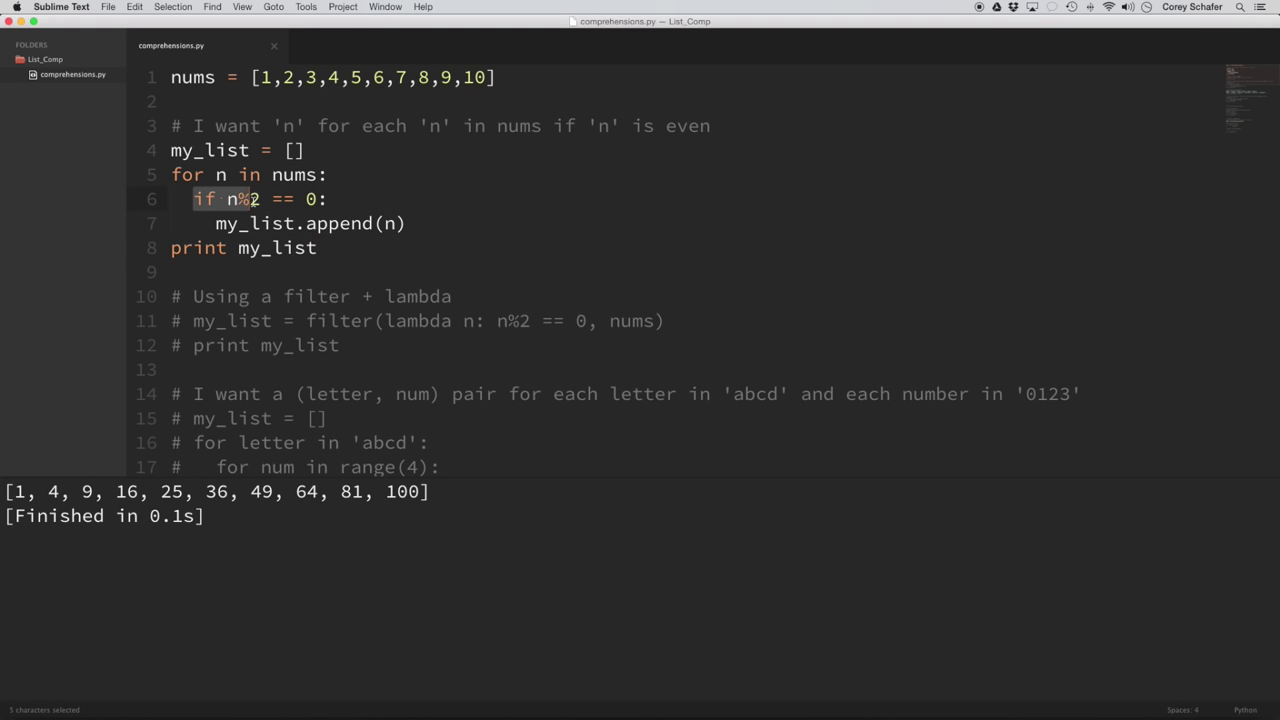 Sublime Text File Edit Selection Find View Goto Tools Project Window Help Corey Schafer
comprehensions.py — List_Comp
FOLDERS
List_Comp
comprehensions.py
comprehensions.py
1 nums = [1,2,3,4,5,6,7,8,9,10]
2
3 # I want 'n' for each 'n' in nums if 'n' is even
4 my_list = []
5 for n in nums:
6 if n%2 == 0:
7 my_list.append(n)
8 print my_list
9
10 # Using a filter + lambda
11 # my_list = filter(lambda n: n%2 == 0, nums)
12 # print my_list
13
14 # I want a (letter, num) pair for each letter in 'abcd' and each number in '0123'
15 # my_list = []
16 # for letter in 'abcd':
17 # for num in range(4):
[1, 4, 9, 16, 25, 36, 49, 64, 81, 100]
[Finished in 0.1s]
5 characters selected Spaces: 4 Python